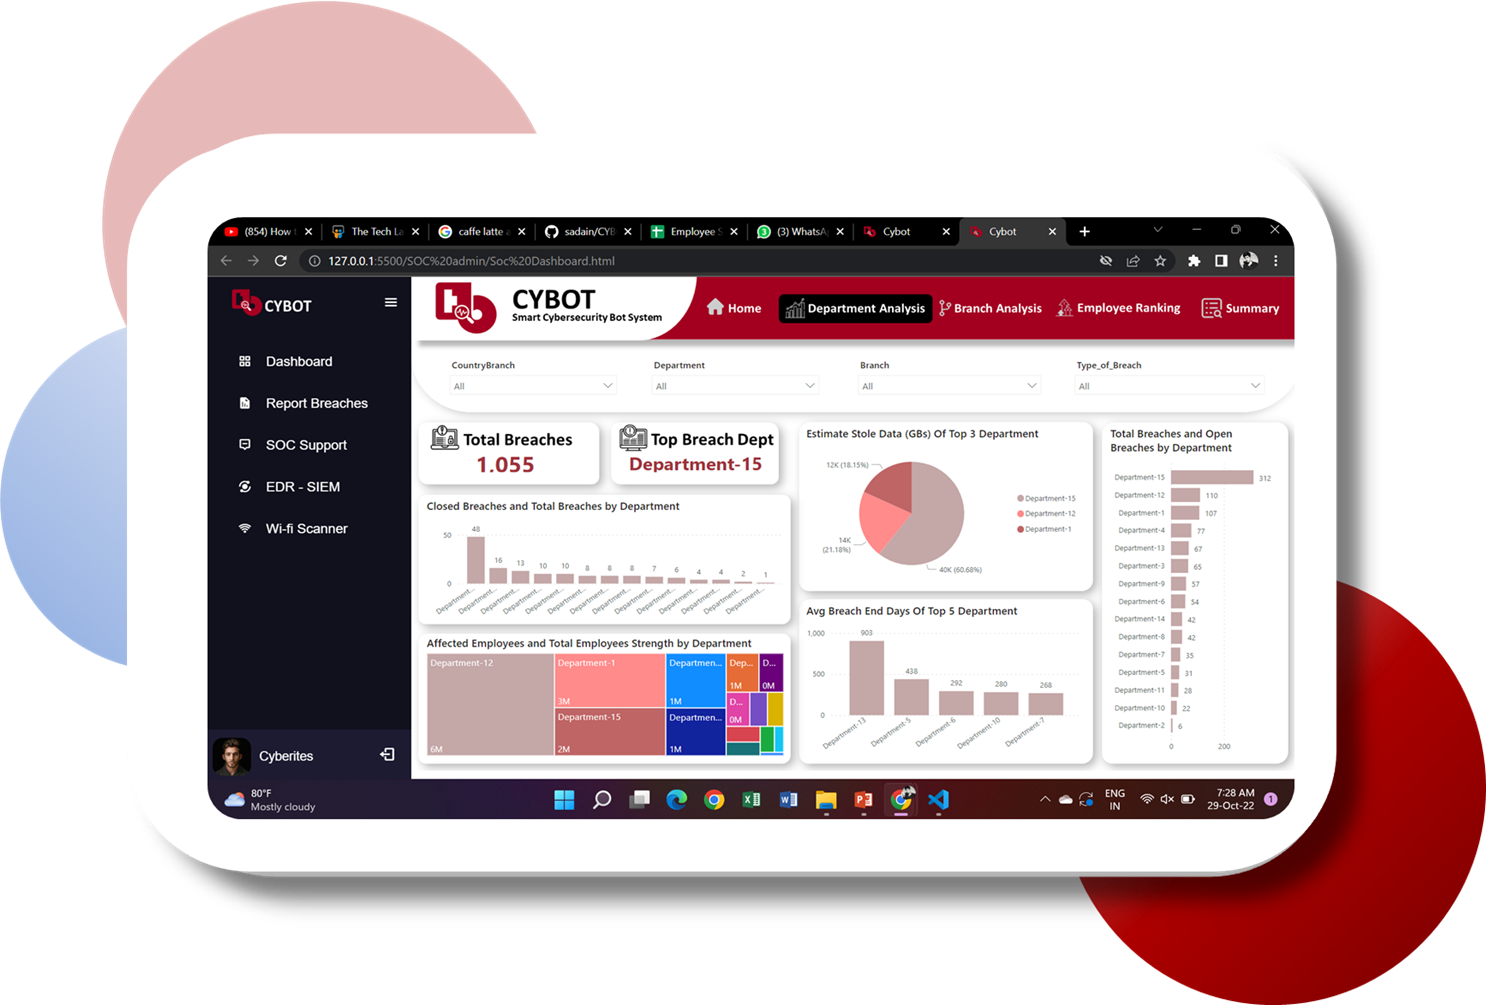 (854) How t
The Tech La
caffe latte a
sadain/CYB
Employee S
(3) WhatsA
Cybot
Cybot
127.0.0.1:5500/SOC%20admin/Soc%20Dashboard.html
CYBOT
Dashboard
Report Breaches
SOC Support
EDR - SIEM
Wi-fi Scanner
Cyberites
CYBOT
Smart Cybersecurity Bot System
Home
Department Analysis
Branch Analysis
Employee Ranking
Summary
CountryBranch
All
Department
All
Branch
All
Type_of_Breach
All
Total Breaches
1.055
Top Breach Dept
Department-15
Closed Breaches and Total Breaches by Department
50
0
48
16
13
10
10
8
8
8
7
6
4
4
2
1
Department...
Department...
Department...
Department...
Department...
Department...
Department...
Department...
Department...
Department...
Department...
Department...
Department...
Department...
Affected Employees and Total Employees Strength by Department
Department-12
6M
Department-1
3M
Department-15
2M
Departmen...
1M
Departmen...
1M
Dep...
1M
D...
0M
D...
0M
Estimate Stole Data (GBs) Of Top 3 Department
12K (18.15%)
14K
(21.18%)
40K (60.68%)
Department-15
Department-12
Department-1
Avg Breach End Days Of Top 5 Department
1,000
500
0
903
438
292
280
268
Department-13
Department-5
Department-6
Department-10
Department-7
Total Breaches and Open
Breaches by Department
Department-15 312
Department-12 110
Department-1 107
Department-4 77
Department-13 67
Department-3 65
Department-9 57
Department-6 54
Department-14 42
Department-8 42
Department-7 35
Department-5 31
Department-11 28
Department-10 22
Department-2 6
0 200
80°F
Mostly cloudy
ENG
IN
7:28 AM
29-Oct-22
1